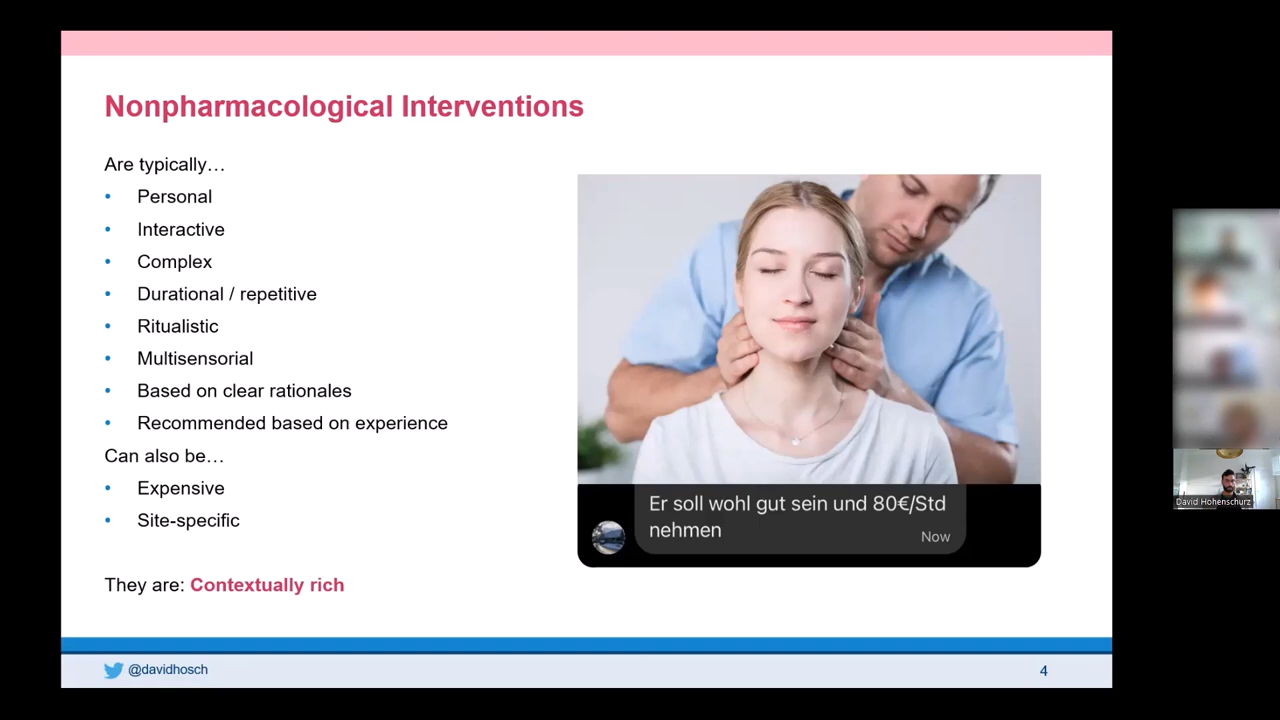 Nonpharmacological Interventions
Are typically…
• Personal
• Interactive
• Complex
• Durational / repetitive
• Ritualistic
• Multisensorial
• Based on clear rationales
• Recommended based on experience
Can also be…
• Expensive
• Site-specific
They are: Contextually rich
Er soll wohl gut sein und 80€/Std
nehmen
Now
@davidhosch
4
David Hohenschurz